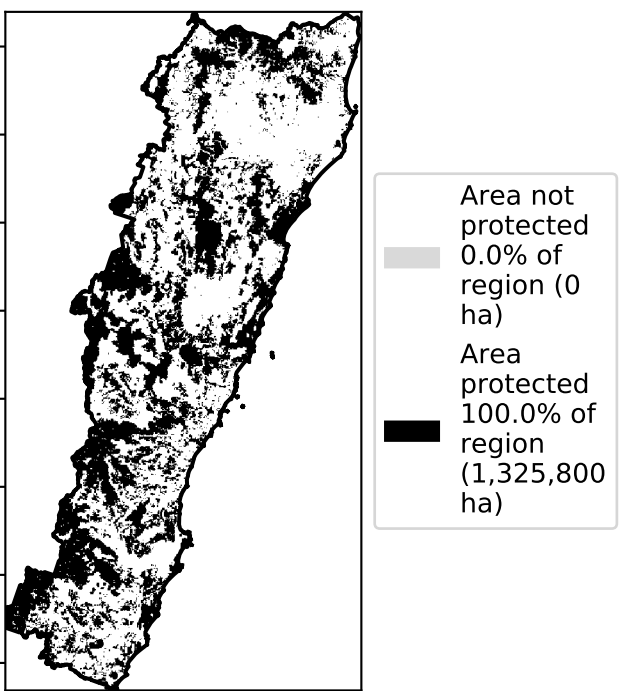 Area not
protected
0.0% of
region (0
ha)
Area
protected
100.0% of
region
(1,325,800
ha)